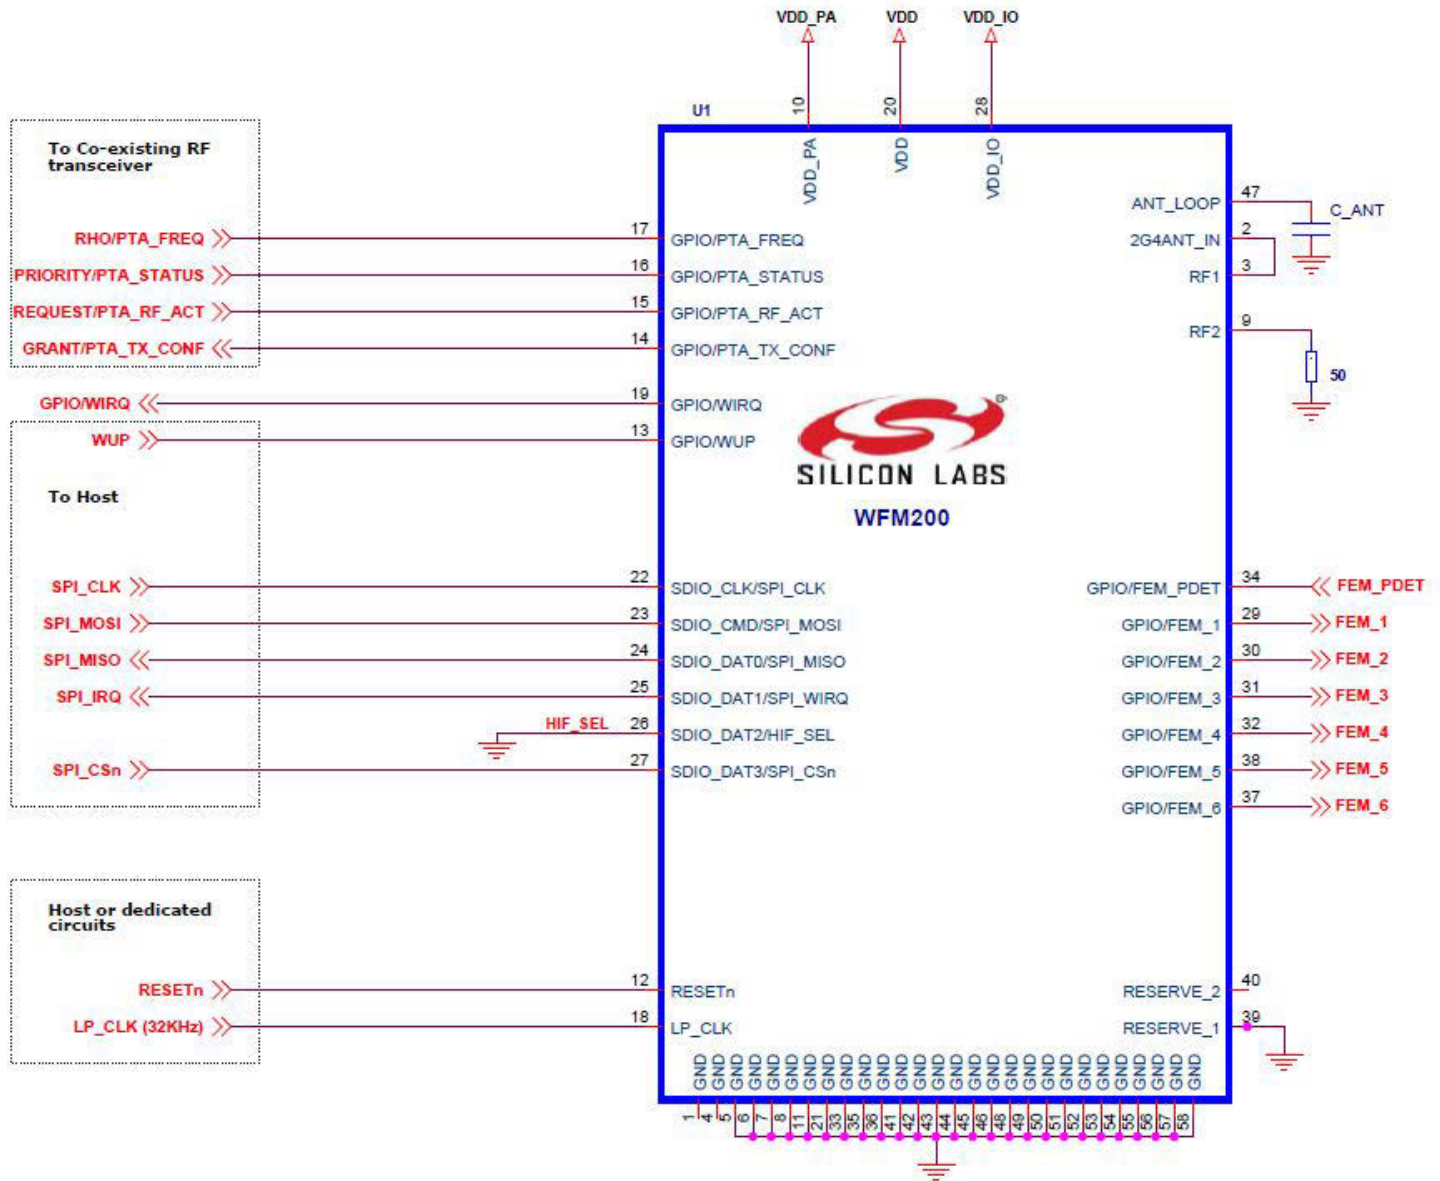 VDD_PA VDD VDD_IO
10 20 28
U1
VDD_PA VDD VDD_IO
To Co-existing RF
transceiver
RHO/PTA_FREQ 17 GPIO/PTA_FREQ
PRIORITY/PTA_STATUS 16 GPIO/PTA_STATUS
REQUEST/PTA_RF_ACT 15 GPIO/PTA_RF_ACT
GRANT/PTA_TX_CONF 14 GPIO/PTA_TX_CONF
GPIO/WIRQ 19 GPIO/WIRQ
WUP 13 GPIO/WUP
To Host
SPI_CLK 22 SDIO_CLK/SPI_CLK
SPI_MOSI 23 SDIO_CMD/SPI_MOSI
SPI_MISO 24 SDIO_DAT0/SPI_MISO
SPI_IRQ 25 SDIO_DAT1/SPI_WIRQ
HIF_SEL 26 SDIO_DAT2/HIF_SEL
SPI_CSn 27 SDIO_DAT3/SPI_CSn
Host or dedicated
circuits
RESETn 12 RESETn
LP_CLK (32KHz) 18 LP_CLK
SILICON LABS
®
WFM200
ANT_LOOP 47 C_ANT
2G4ANT_IN 2
RF1 3
RF2 9
50
GPIO/FEM_PDET 34 FEM_PDET
GPIO/FEM_1 29 FEM_1
GPIO/FEM_2 30 FEM_2
GPIO/FEM_3 31 FEM_3
GPIO/FEM_4 32 FEM_4
GPIO/FEM_5 38 FEM_5
GPIO/FEM_6 37 FEM_6
RESERVE_2 40
RESERVE_1 39
GND GND GND GND GND GND GND GND GND GND GND GND GND GND GND GND GND GND GND GND GND GND GND GND GND GND GND GND
1 4 5 6 7 8 11 21 33 35 36 41 42 43 44 45 46 48 49 50 51 52 53 54 55 56 57 58